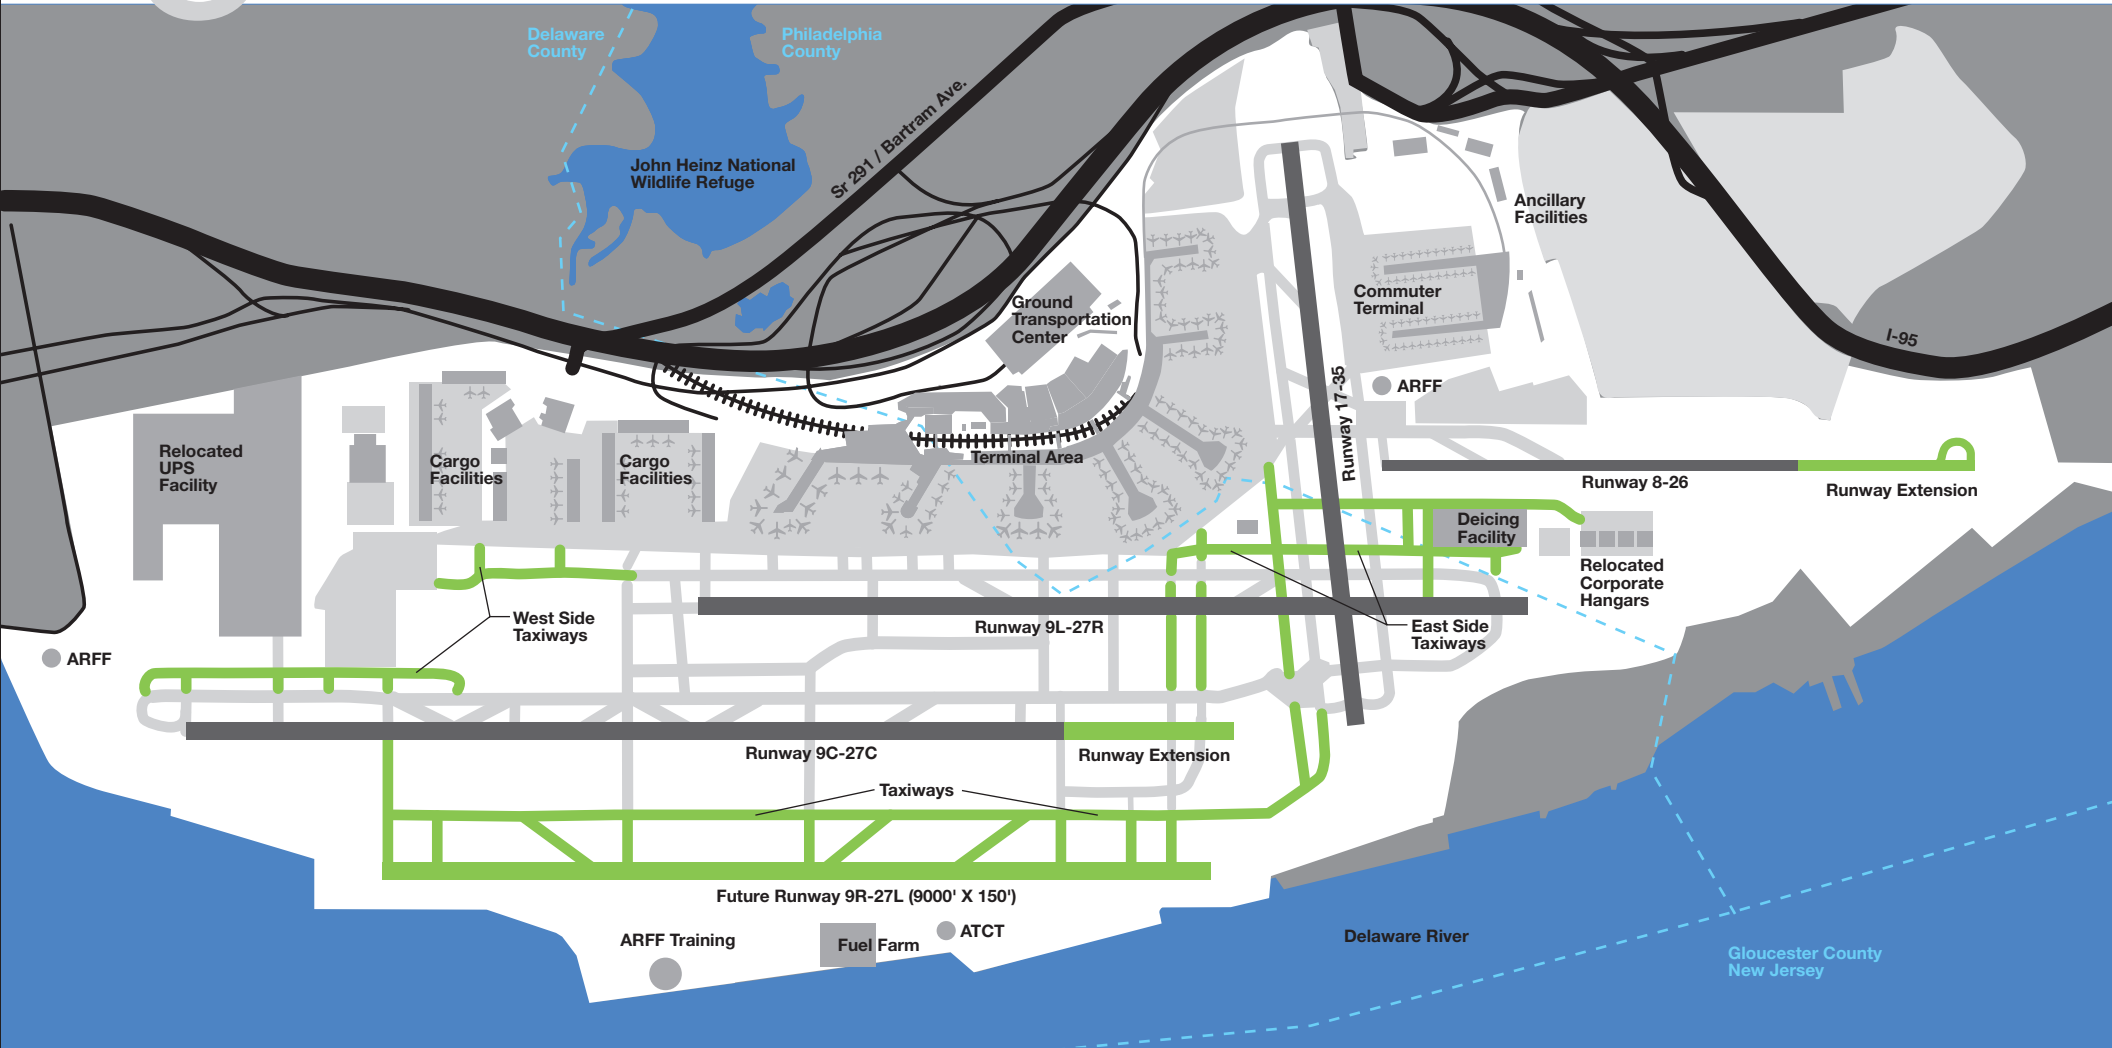 Delaware
County
Philadelphia
County
Sr 291 / Bartram Ave.
John Heinz National
Wildlife Refuge
Ancillary
Facilities
Ground
Transportation
Center
Commuter
Terminal
I-95
Runway 17-35
ARFF
Relocated
UPS
Facility
Cargo
Facilities
Cargo
Facilities
Terminal Area
Runway 8-26
Runway Extension
Deicing
Facility
Relocated
Corporate
Hangars
West Side
Taxiways
Runway 9L-27R
East Side
Taxiways
ARFF
Runway 9C-27C
Runway Extension
Taxiways
Future Runway 9R-27L (9000' X 150')
ARFF Training
Fuel Farm
ATCT
Delaware River
Gloucester County
New Jersey